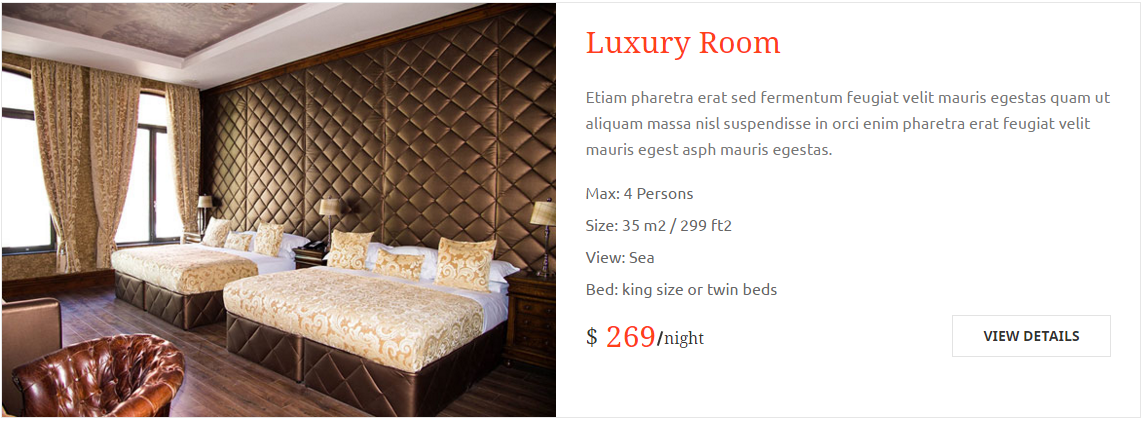 Luxury Room
Etiam pharetra erat sed fermentum feugiat velit mauris egestas quam ut
aliquam massa nisl suspendisse in orci enim pharetra erat feugiat velit
mauris egest asph mauris egestas.
Max: 4 Persons
Size: 35 m2 / 299 ft2
View: Sea
Bed: king size or twin beds
$ 269/night
VIEW DETAILS